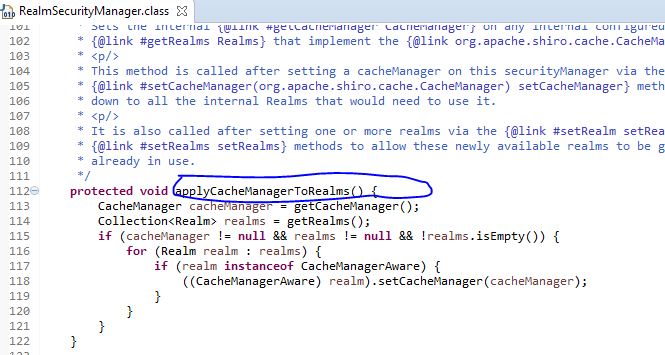 RealmSecurityManager.class
101 * Sets the internal {@link #getCacheManager CacheManager} on any internal configured
102 * {@link #getRealms Realms} that implement the {@link org.apache.shiro.cache.CacheMa
103 * <p/>
104 * This method is called after setting a cacheManager on this securityManager via the
105 * {@link #setCacheManager(org.apache.shiro.cache.CacheManager) setCacheManager} meth
106 * down to all the internal Realms that would need to use it.
107 * <p/>
108 * It is also called after setting one or more realms via the {@link #setRealm setRea
109 * {@link #setRealms setRealms} methods to allow these newly available realms to be g
110 * already in use.
111 */
112 protected void applyCacheManagerToRealms() {
113 CacheManager cacheManager = getCacheManager();
114 Collection<Realm> realms = getRealms();
115 if (cacheManager != null && realms != null && !realms.isEmpty()) {
116 for (Realm realm : realms) {
117 if (realm instanceof CacheManagerAware) {
118 ((CacheManagerAware) realm).setCacheManager(cacheManager);
119 }
120 }
121 }
122 }